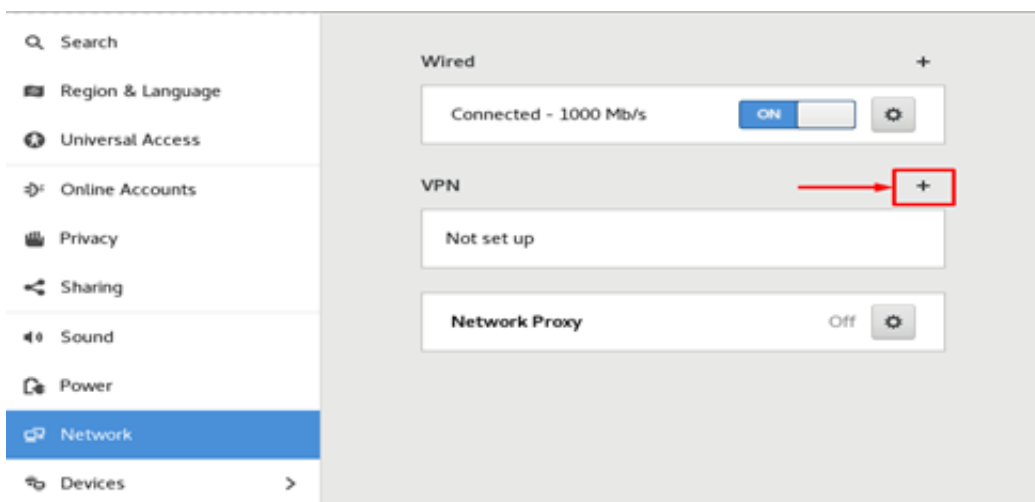 Search
Region & Language
Universal Access
Online Accounts
Privacy
Sharing
Sound
Power
Network
Devices >
Wired +
Connected - 1000 Mb/s ON
VPN +
Not set up
Network Proxy Off